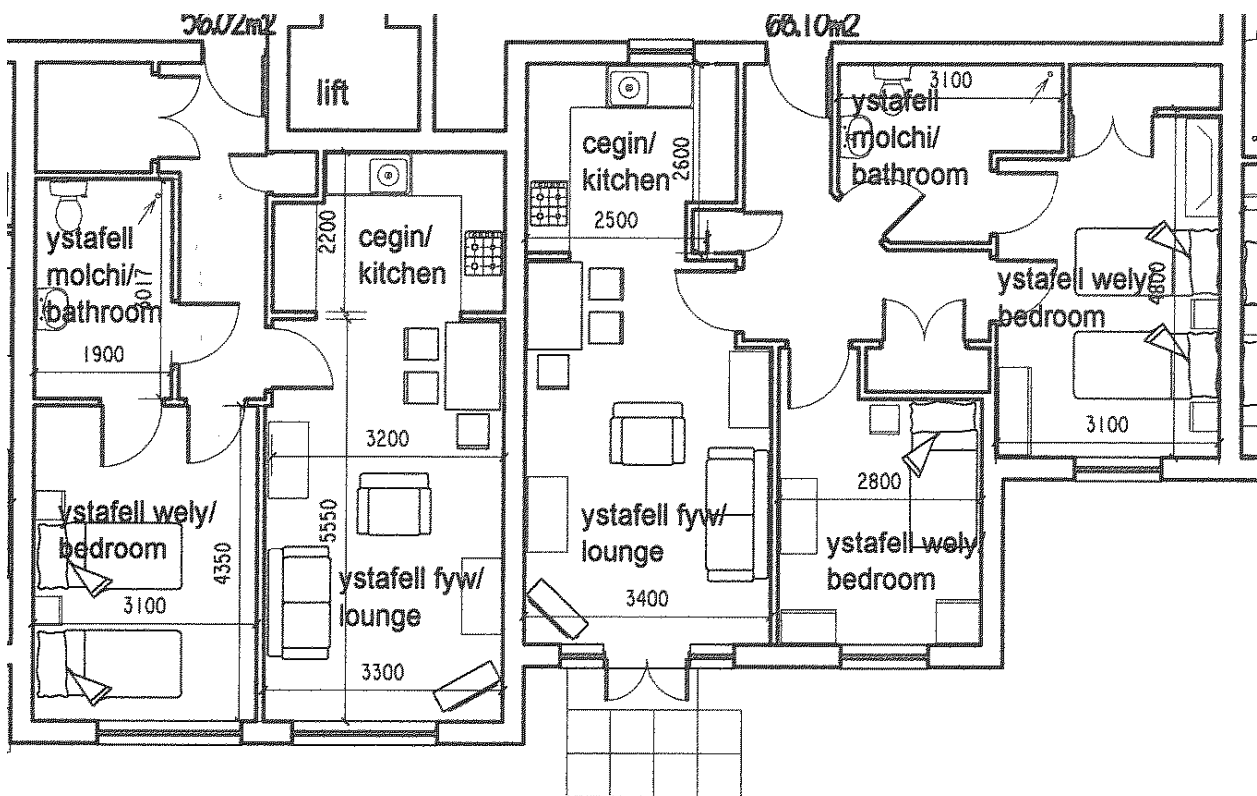 56.02m2
68.10m2
lift
cegin/
kitchen
2600
2500
ystafell
molchi/
bathroom
3100
ystafell
molchi/
bathroom
3017
1900
2200
cegin/
kitchen
ystafell wely/
bedroom
4800
3100
3200
5550
ystafell wely/
bedroom
4350
3100
ystafell fyw/
lounge
3300
ystafell fyw/
lounge
3400
2800
ystafell wely/
bedroom